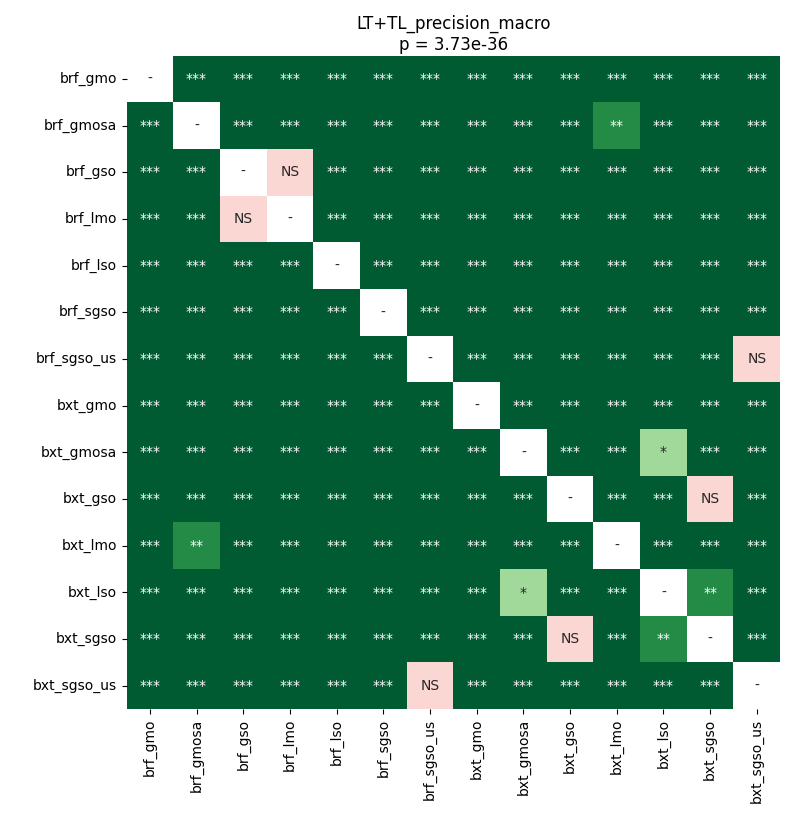 LT+TL_precision_macro
p = 3.73e-36
brf_gmo - *** *** *** *** *** *** *** *** *** *** *** *** ***
brf_gmosa *** - *** *** *** *** *** *** *** *** ** *** *** ***
brf_gso *** *** - NS *** *** *** *** *** *** *** *** *** ***
brf_lmo *** *** NS - *** *** *** *** *** *** *** *** *** ***
brf_lso *** *** *** *** - *** *** *** *** *** *** *** *** ***
brf_sgso *** *** *** *** *** - *** *** *** *** *** *** *** ***
brf_sgso_us *** *** *** *** *** *** - *** *** *** *** *** *** NS
bxt_gmo *** *** *** *** *** *** *** - *** *** *** *** *** ***
bxt_gmosa *** *** *** *** *** *** *** *** - *** *** * *** ***
bxt_gso *** *** *** *** *** *** *** *** *** - *** *** NS ***
bxt_lmo *** ** *** *** *** *** *** *** *** *** - *** *** ***
bxt_lso *** *** *** *** *** *** *** *** * *** *** - ** ***
bxt_sgso *** *** *** *** *** *** *** *** *** NS *** ** - ***
bxt_sgso_us *** *** *** *** *** *** NS *** *** *** *** *** *** -
brf_gmo brf_gmosa brf_gso brf_lmo brf_lso brf_sgso brf_sgso_us bxt_gmo bxt_gmosa bxt_gso bxt_lmo bxt_lso bxt_sgso bxt_sgso_us